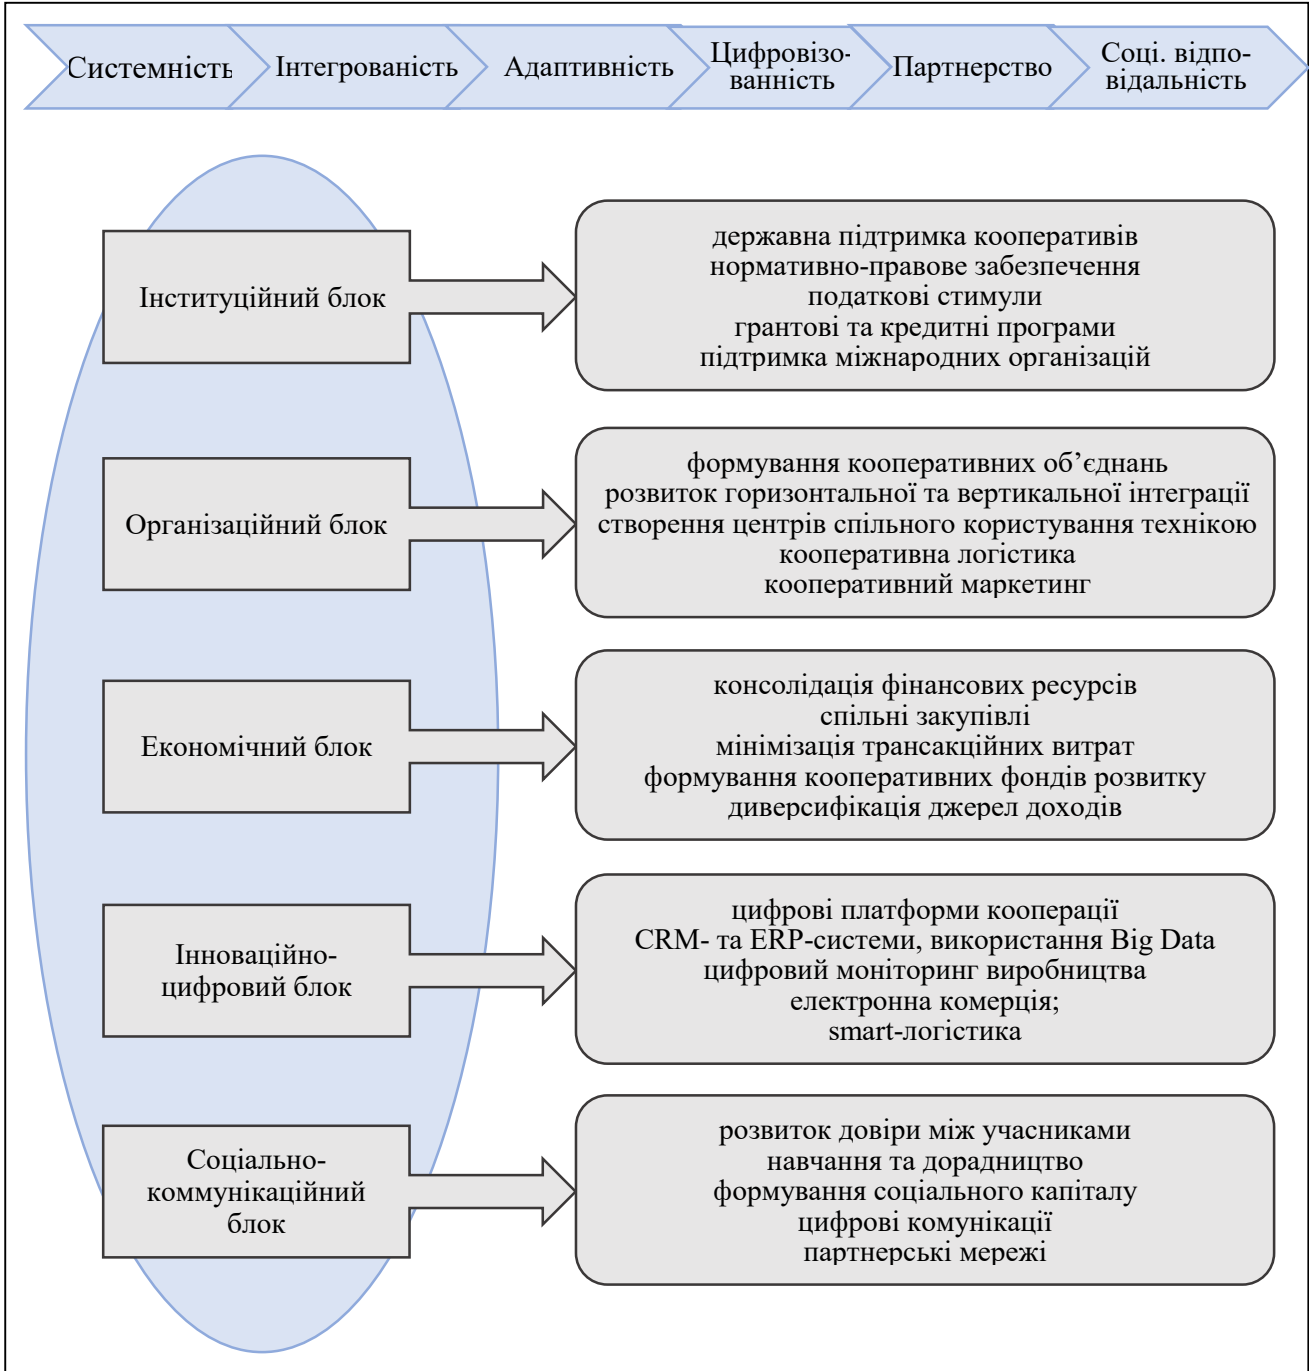 Системність
Інтегрованість
Адаптивність
Цифровізо-
ванність
Партнерство
Соці. відпо-
відальність
Інституційний блок
державна підтримка кооперативів
нормативно-правове забезпечення
податкові стимули
грантові та кредитні програми
підтримка міжнародних організацій
Організаційний блок
формування кооперативних об’єднань
розвиток горизонтальної та вертикальної інтеграції
створення центрів спільного користування технікою
кооперативна логістика
кооперативний маркетинг
Економічний блок
консолідація фінансових ресурсів
спільні закупівлі
мінімізація трансакційних витрат
формування кооперативних фондів розвитку
диверсифікація джерел доходів
Інноваційно-
цифровий блок
цифрові платформи кооперації
CRM- та ERP-системи, використання Big Data
цифровий моніторинг виробництва
електронна комерція;
smart-логістика
Соціально-
коммунікаційний
блок
розвиток довіри між учасниками
навчання та дорадництво
формування соціального капіталу
цифрові комунікації
партнерські мережі